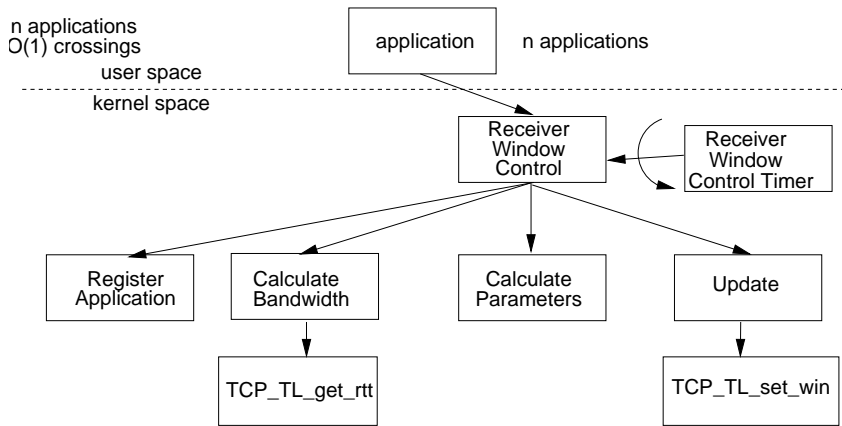 n applications
O(1) crossings
user space
kernel space
application
n applications
Receiver
Window
Control
Receiver
Window
Control Timer
Register
Application
Calculate
Bandwidth
Calculate
Parameters
Update
TCP_TL_get_rtt
TCP_TL_set_win